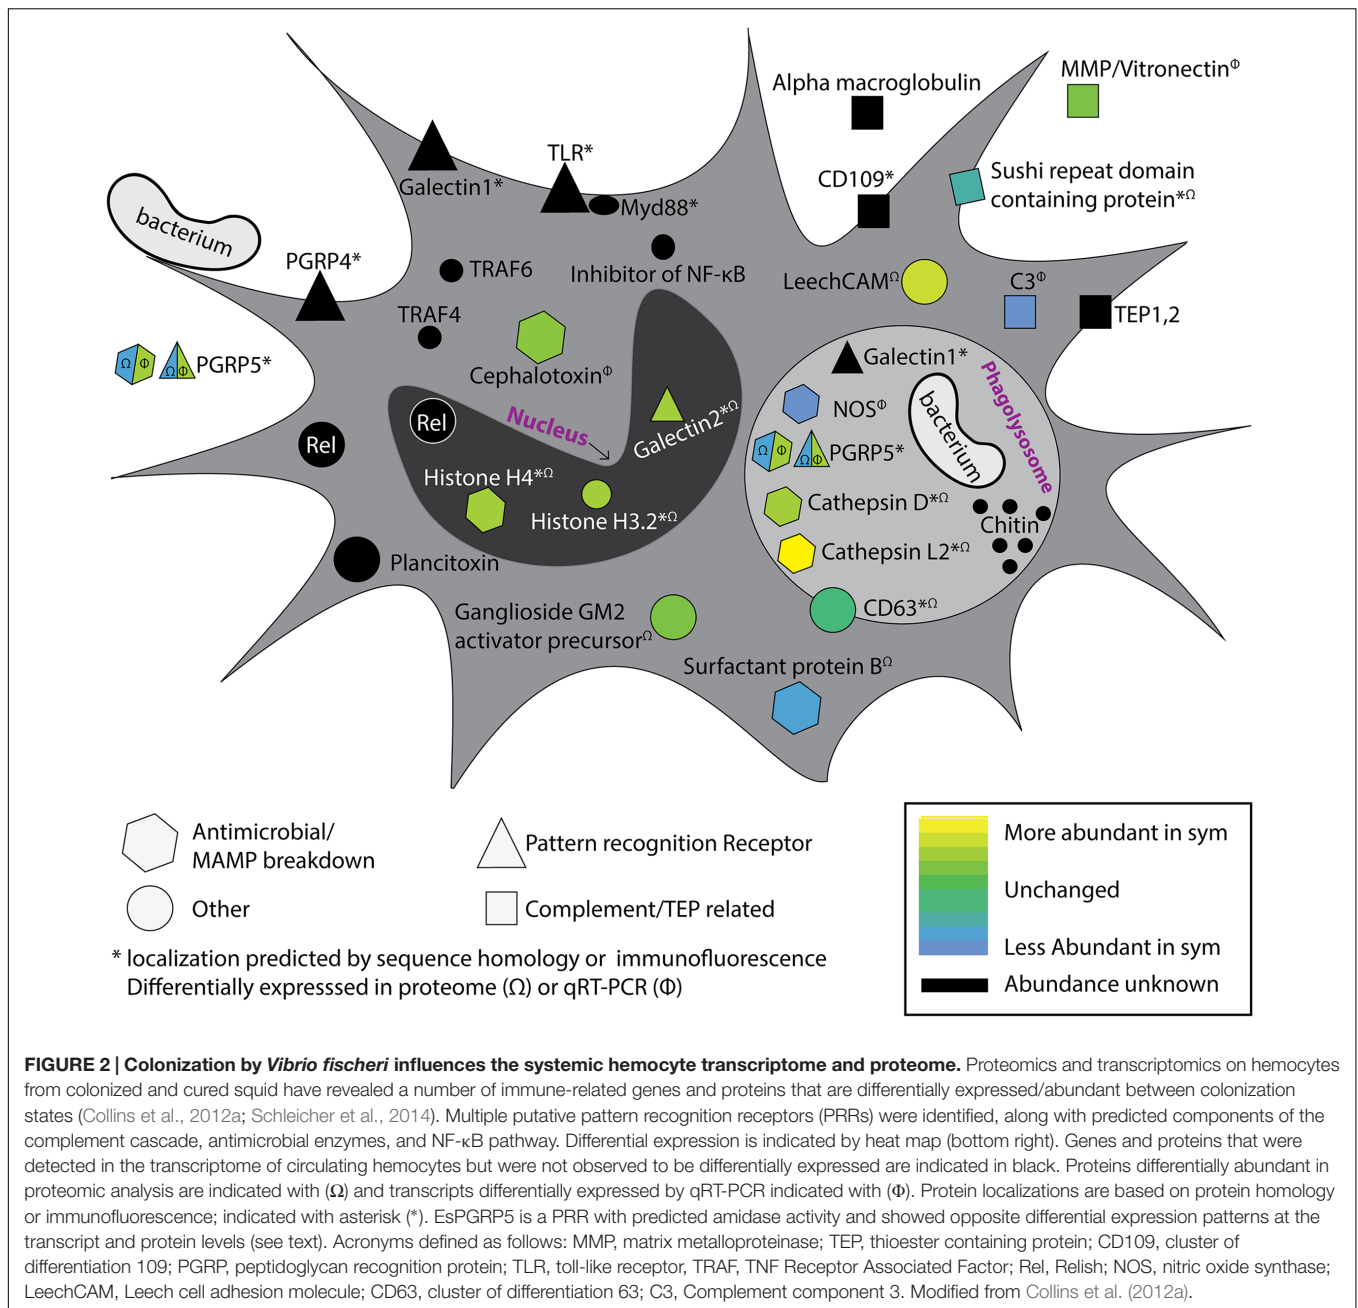 Alpha macroglobulin
MMP/VitronectinΦ
TLR*
Galectin1*
Myd88*
CD109*
Sushi repeat domain
containing protein*Ω
bacterium
PGRP4*
TRAF6
Inhibitor of NF-κB
LeechCAMΩ
C3Φ
TRAF4
TEP1,2
Ω Φ
Ω Φ
PGRP5*
CephalotoxinΦ
Galectin1*
Phagolysosome
bacterium
NOSΦ
Rel
Rel
Nucleus
Galectin2*Ω
Ω Φ
Ω Φ
PGRP5*
Histone H4*Ω
Cathepsin D*Ω
Histone H3.2*Ω
Chitin
Cathepsin L2*Ω
Plancitoxin
Ganglioside GM2
activator precursorΩ
CD63*Ω
Surfactant protein BΩ
Antimicrobial/
MAMP breakdown
Pattern recognition Receptor
Other
Complement/TEP related
* localization predicted by sequence homology or immunofluorescence
Differentially expresssed in proteome (Ω) or qRT-PCR (Φ)
More abundant in sym
Unchanged
Less Abundant in sym
Abundance unknown
FIGURE 2 | Colonization by Vibrio fischeri influences the systemic hemocyte transcriptome and proteome. Proteomics and transcriptomics on hemocytes
from colonized and cured squid have revealed a number of immune-related genes and proteins that are differentially expressed/abundant between colonization
states (Collins et al., 2012a; Schleicher et al., 2014). Multiple putative pattern recognition receptors (PRRs) were identified, along with predicted components of the
complement cascade, antimicrobial enzymes, and NF-κB pathway. Differential expression is indicated by heat map (bottom right). Genes and proteins that were
detected in the transcriptome of circulating hemocytes but were not observed to be differentially expressed are indicated in black. Proteins differentially abundant in
proteomic analysis are indicated with (Ω) and transcripts differentially expressed by qRT-PCR indicated with (Φ). Protein localizations are based on protein homology
or immunofluorescence; indicated with asterisk (*). EsPGRP5 is a PRR with predicted amidase activity and showed opposite differential expression patterns at the
transcript and protein levels (see text). Acronyms defined as follows: MMP, matrix metalloproteinase; TEP, thioester containing protein; CD109, cluster of
differentiation 109; PGRP, peptidoglycan recognition protein; TLR, toll-like receptor, TRAF, TNF Receptor Associated Factor; Rel, Relish; NOS, nitric oxide synthase;
LeechCAM, Leech cell adhesion molecule; CD63, cluster of differentiation 63; C3, Complement component 3. Modified from Collins et al. (2012a).